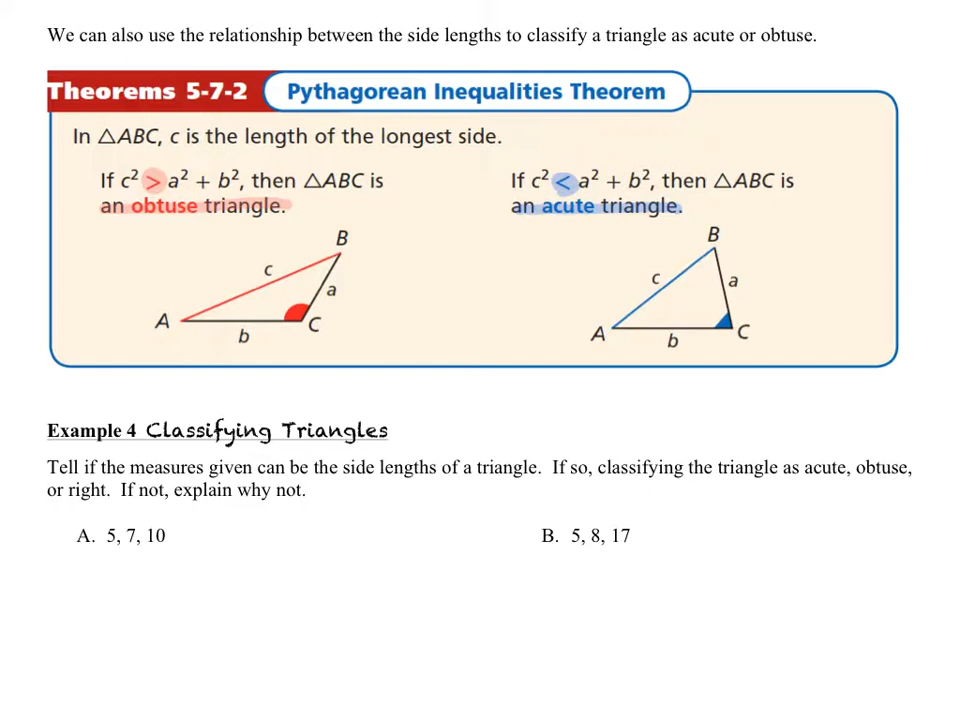 We can also use the relationship between the side lengths to classify a triangle as acute or obtuse.
Theorems 5-7-2 Pythagorean Inequalities Theorem
In △ABC, c is the length of the longest side.
If c² > a² + b², then △ABC is
an obtuse triangle.
If c² < a² + b², then △ABC is
an acute triangle.
B
c
a
A
C
b
B
c
a
A
C
b
Example 4 Classifying Triangles
Tell if the measures given can be the side lengths of a triangle. If so, classifying the triangle as acute, obtuse,
or right. If not, explain why not.
A. 5, 7, 10
B. 5, 8, 17